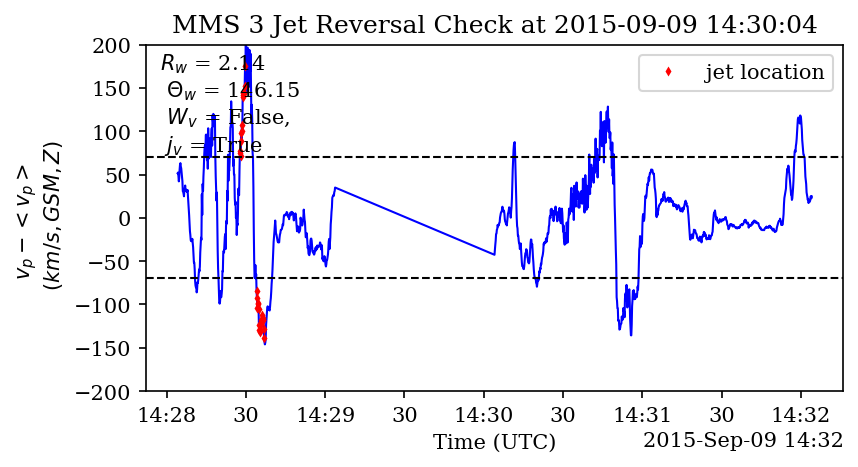 MMS 3 Jet Reversal Check at 2015-09-09 14:30:04
R_w = 2.14
Θ_w = 146.15
W_v = False,
j_v = True
jet location
v_p − < v_p >
(km/s, GSM, Z)
200
150
100
50
0
−50
−100
−150
−200
14:28 30 14:29 30 14:30 30 14:31 30 14:32
Time (UTC)
2015-Sep-09 14:32